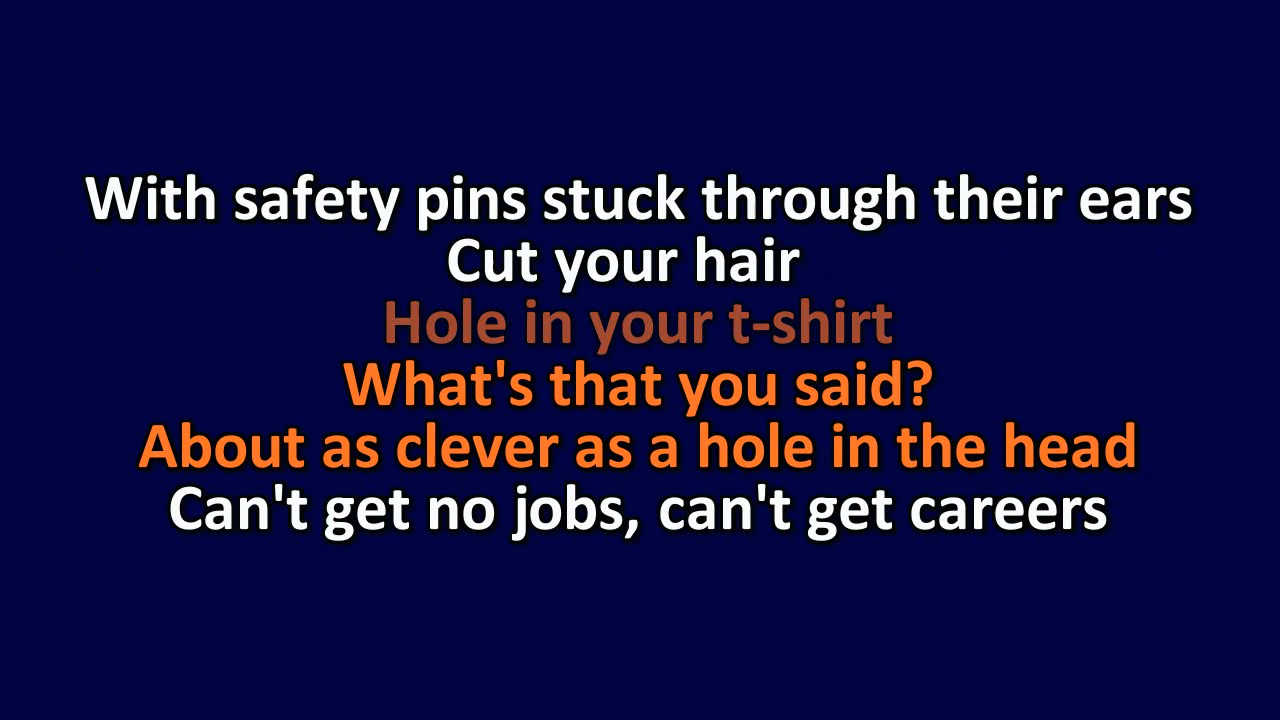 With safety pins stuck through their ears
Cut your hair
Hole in your t-shirt
What's that you said?
About as clever as a hole in the head
Can't get no jobs, can't get careers